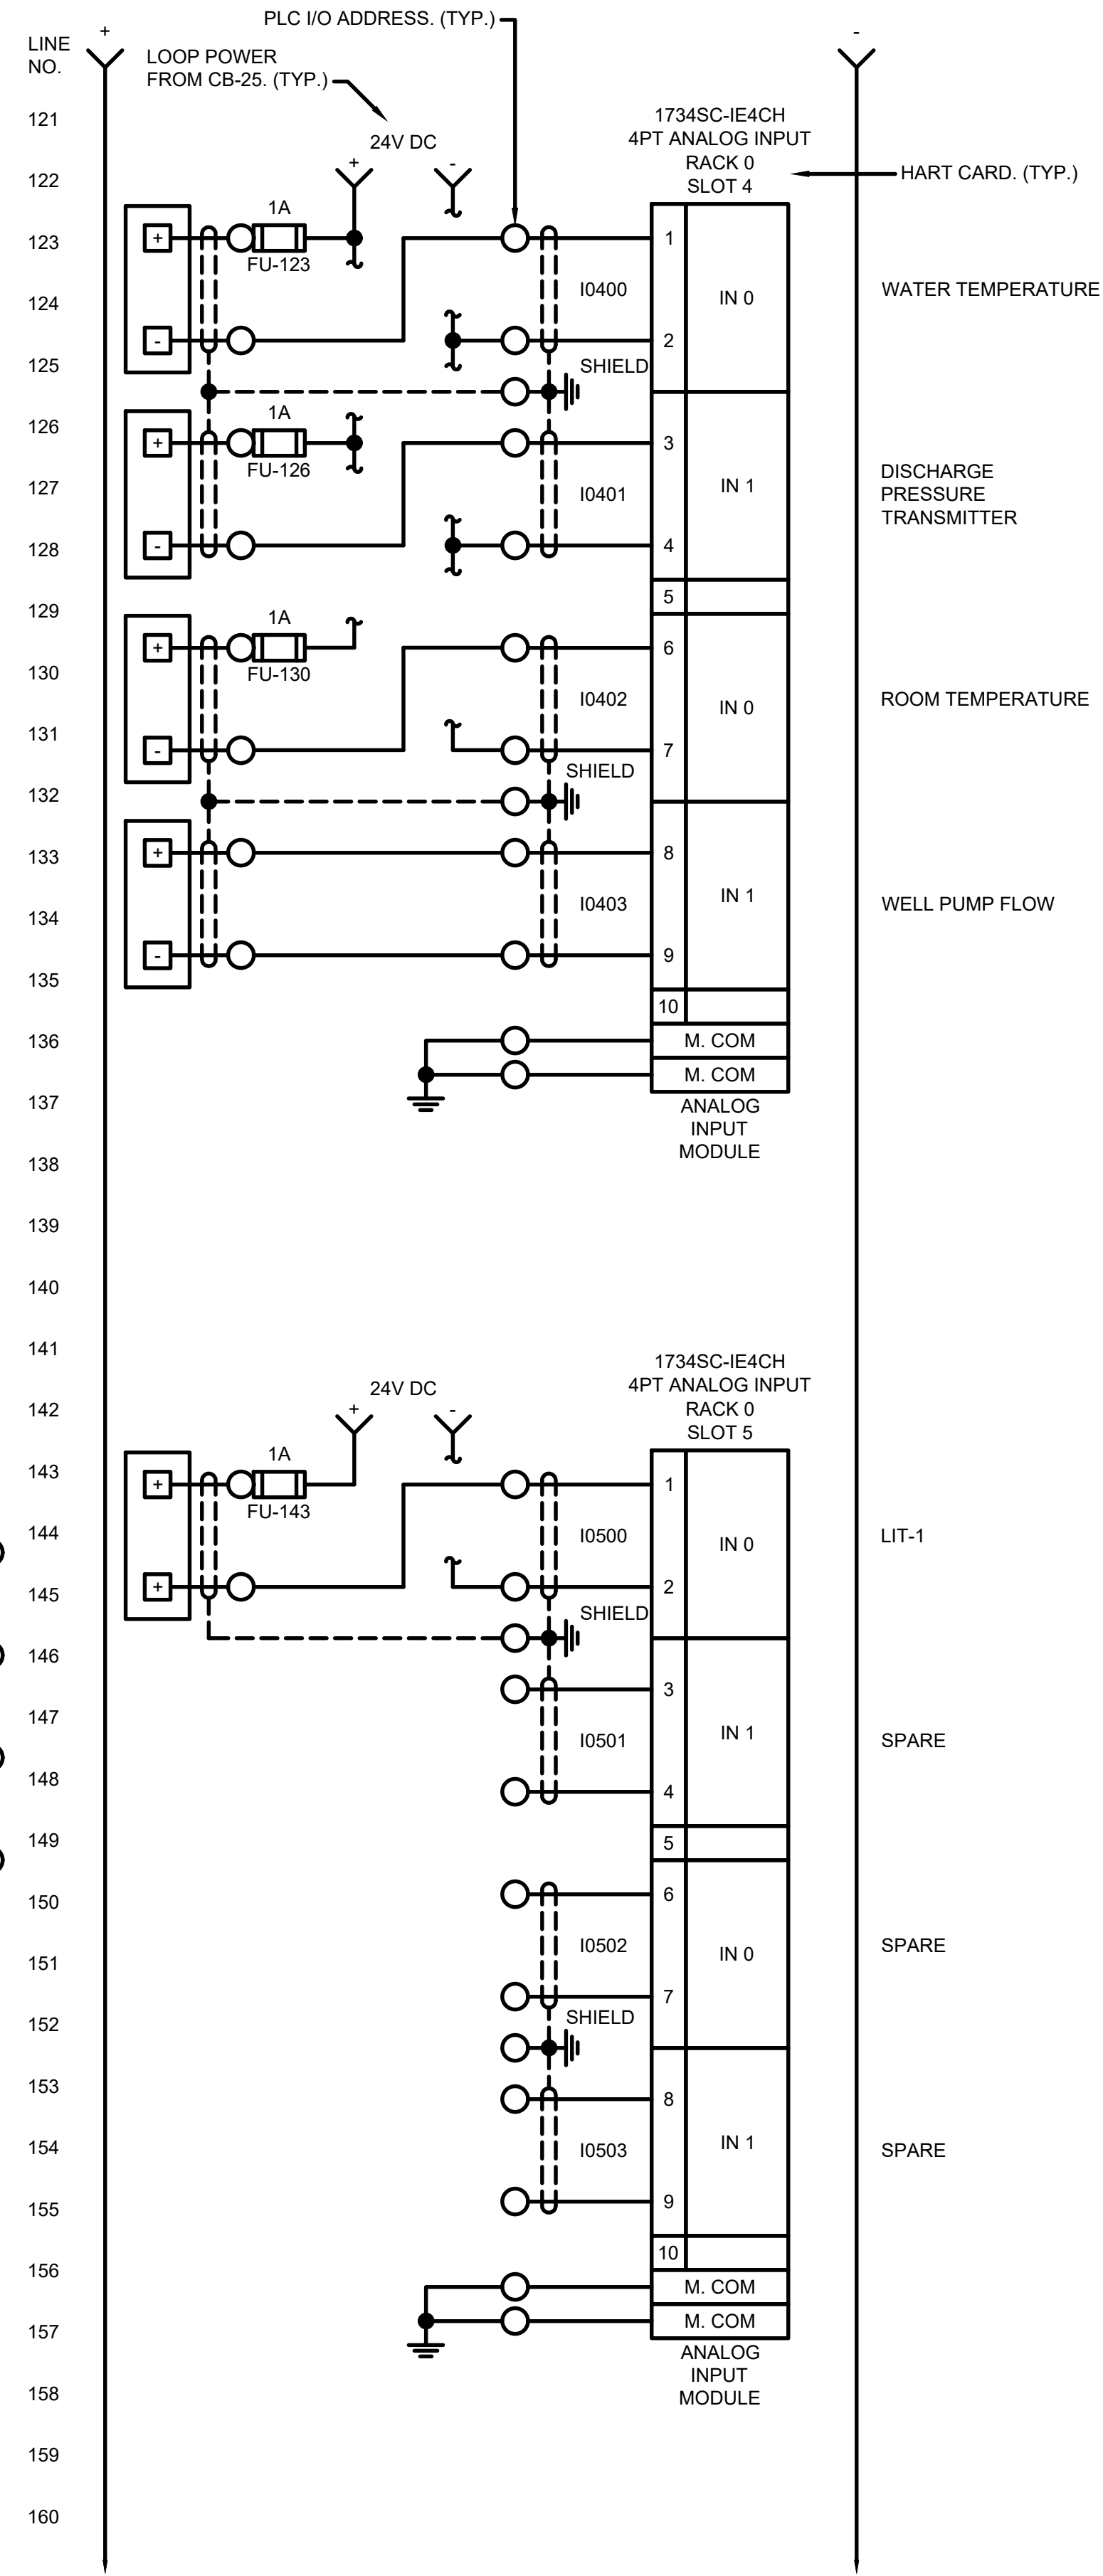 PLC I/O ADDRESS. (TYP.)
+
-
LINE
NO.
LOOP POWER
FROM CB-25. (TYP.)
121
1734SC-IE4CH
4PT ANALOG INPUT
RACK 0
SLOT 4
24V DC
+
-
122
HART CARD. (TYP.)
1A
123
+
FU-123
1
124
I0400
IN 0
WATER TEMPERATURE
-
2
125
SHIELD
126
1A
+
3
FU-126
127
I0401
IN 1
DISCHARGE
PRESSURE
TRANSMITTER
128
-
4
129
5
1A
+
6
130
FU-130
I0402
IN 0
ROOM TEMPERATURE
131
-
7
SHIELD
132
133
+
8
134
I0403
IN 1
WELL PUMP FLOW
-
9
135
10
136
M. COM
M. COM
137
ANALOG
INPUT
MODULE
138
139
140
141
1734SC-IE4CH
4PT ANALOG INPUT
RACK 0
SLOT 5
24V DC
+
-
142
1A
143
+
1
FU-143
144
I0500
IN 0
LIT-1
145
+
2
SHIELD
146
3
147
I0501
IN 1
SPARE
148
4
149
5
150
6
151
I0502
IN 0
SPARE
7
152
SHIELD
153
8
154
I0503
IN 1
SPARE
155
9
10
156
M. COM
157
M. COM
ANALOG
INPUT
MODULE
158
159
160